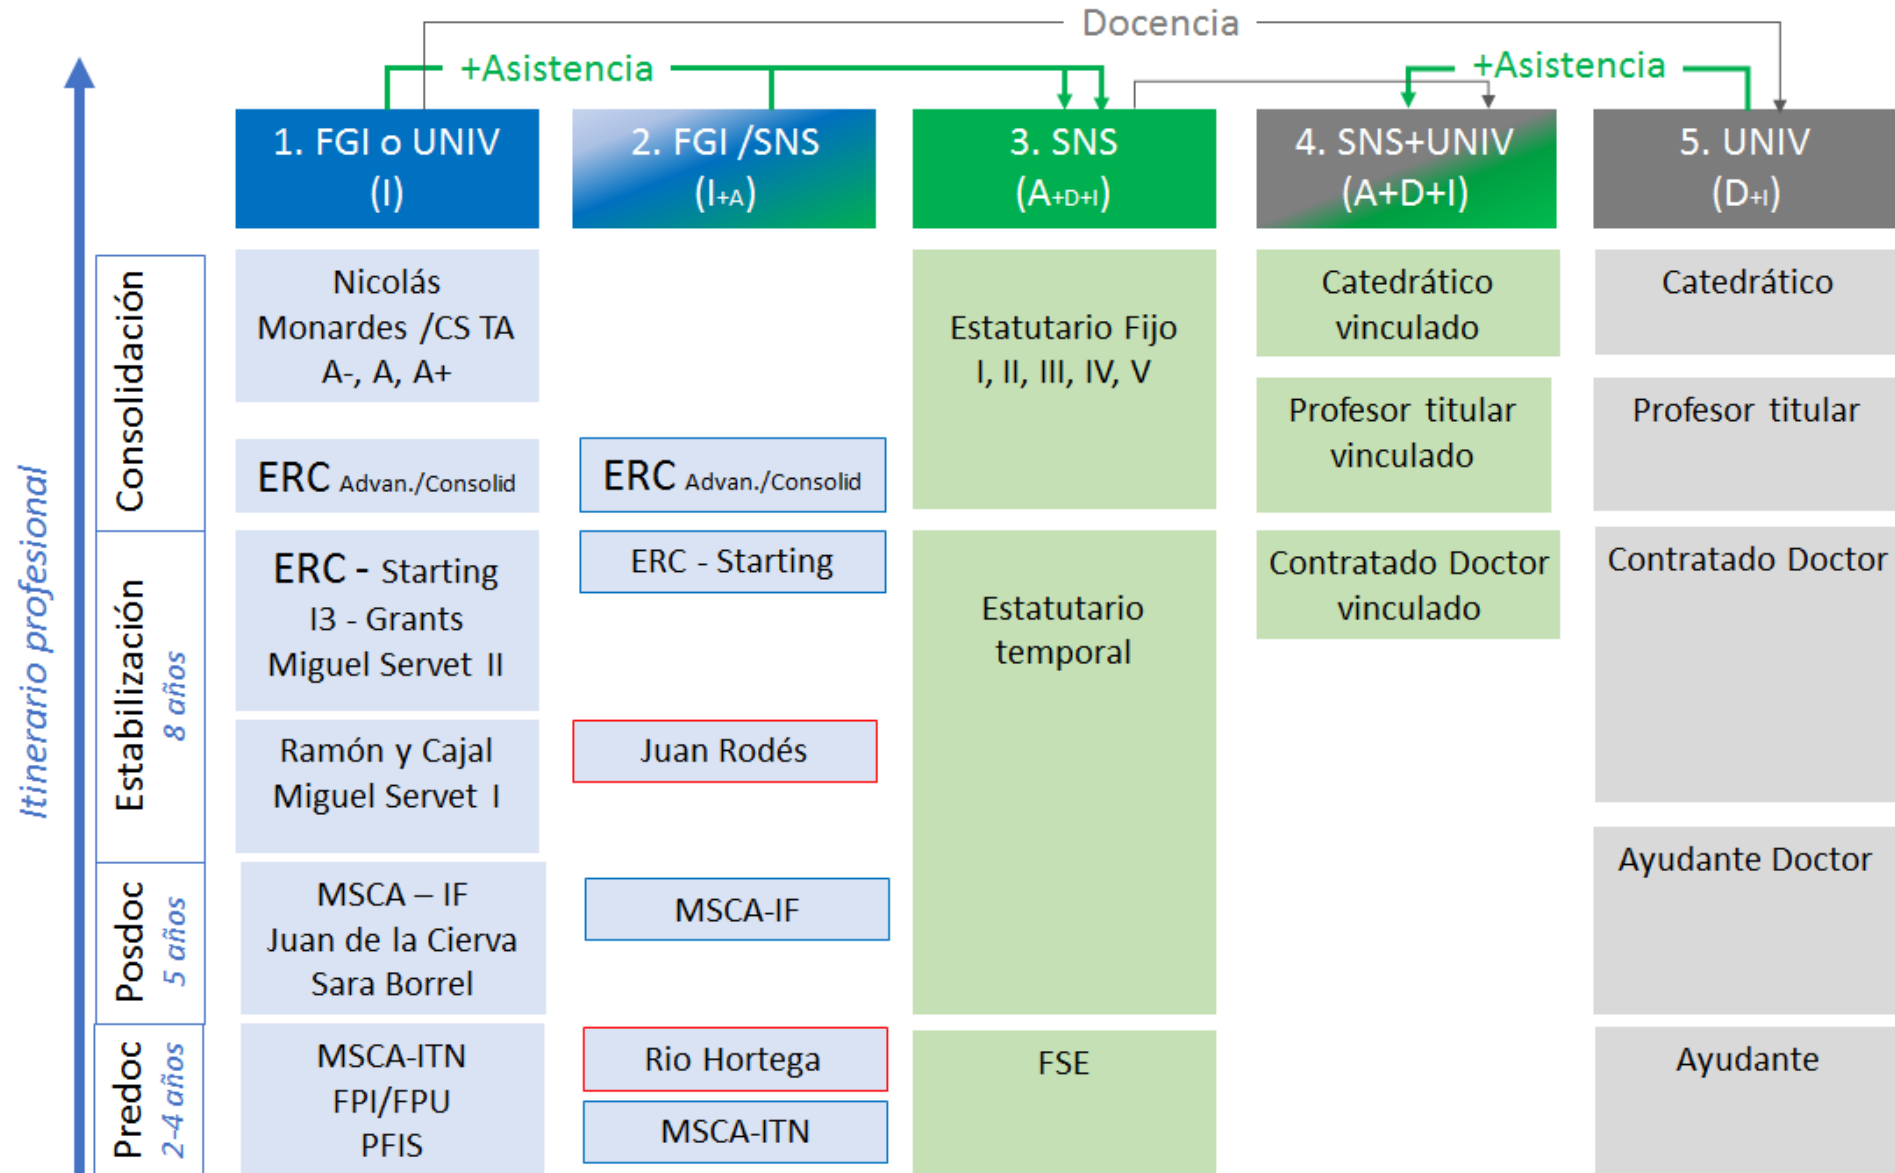 Docencia
+Asistencia
+Asistencia
1. FGI o UNIV
(I)
2. FGI /SNS
(I+A)
3. SNS
(A+D+I)
4. SNS+UNIV
(A+D+I)
5. UNIV
(D+I)
Itinerario profesional
Consolidación
Nicolás
Monardes /CS TA
A-, A, A+
ERC Advan./Consolid
ERC Advan./Consolid
Estatutario Fijo
I, II, III, IV, V
Catedrático
vinculado
Profesor titular
vinculado
Catedrático
Profesor titular
Estabilización
8 años
ERC - Starting
I3 - Grants
Miguel Servet II
Ramón y Cajal
Miguel Servet I
ERC - Starting
Juan Rodés
Estatutario
temporal
Contratado Doctor
vinculado
Contratado Doctor
Posdoc
5 años
MSCA – IF
Juan de la Cierva
Sara Borrel
MSCA-IF
Ayudante Doctor
Predoc
2-4 años
MSCA-ITN
FPI/FPU
PFIS
Rio Hortega
MSCA-ITN
FSE
Ayudante